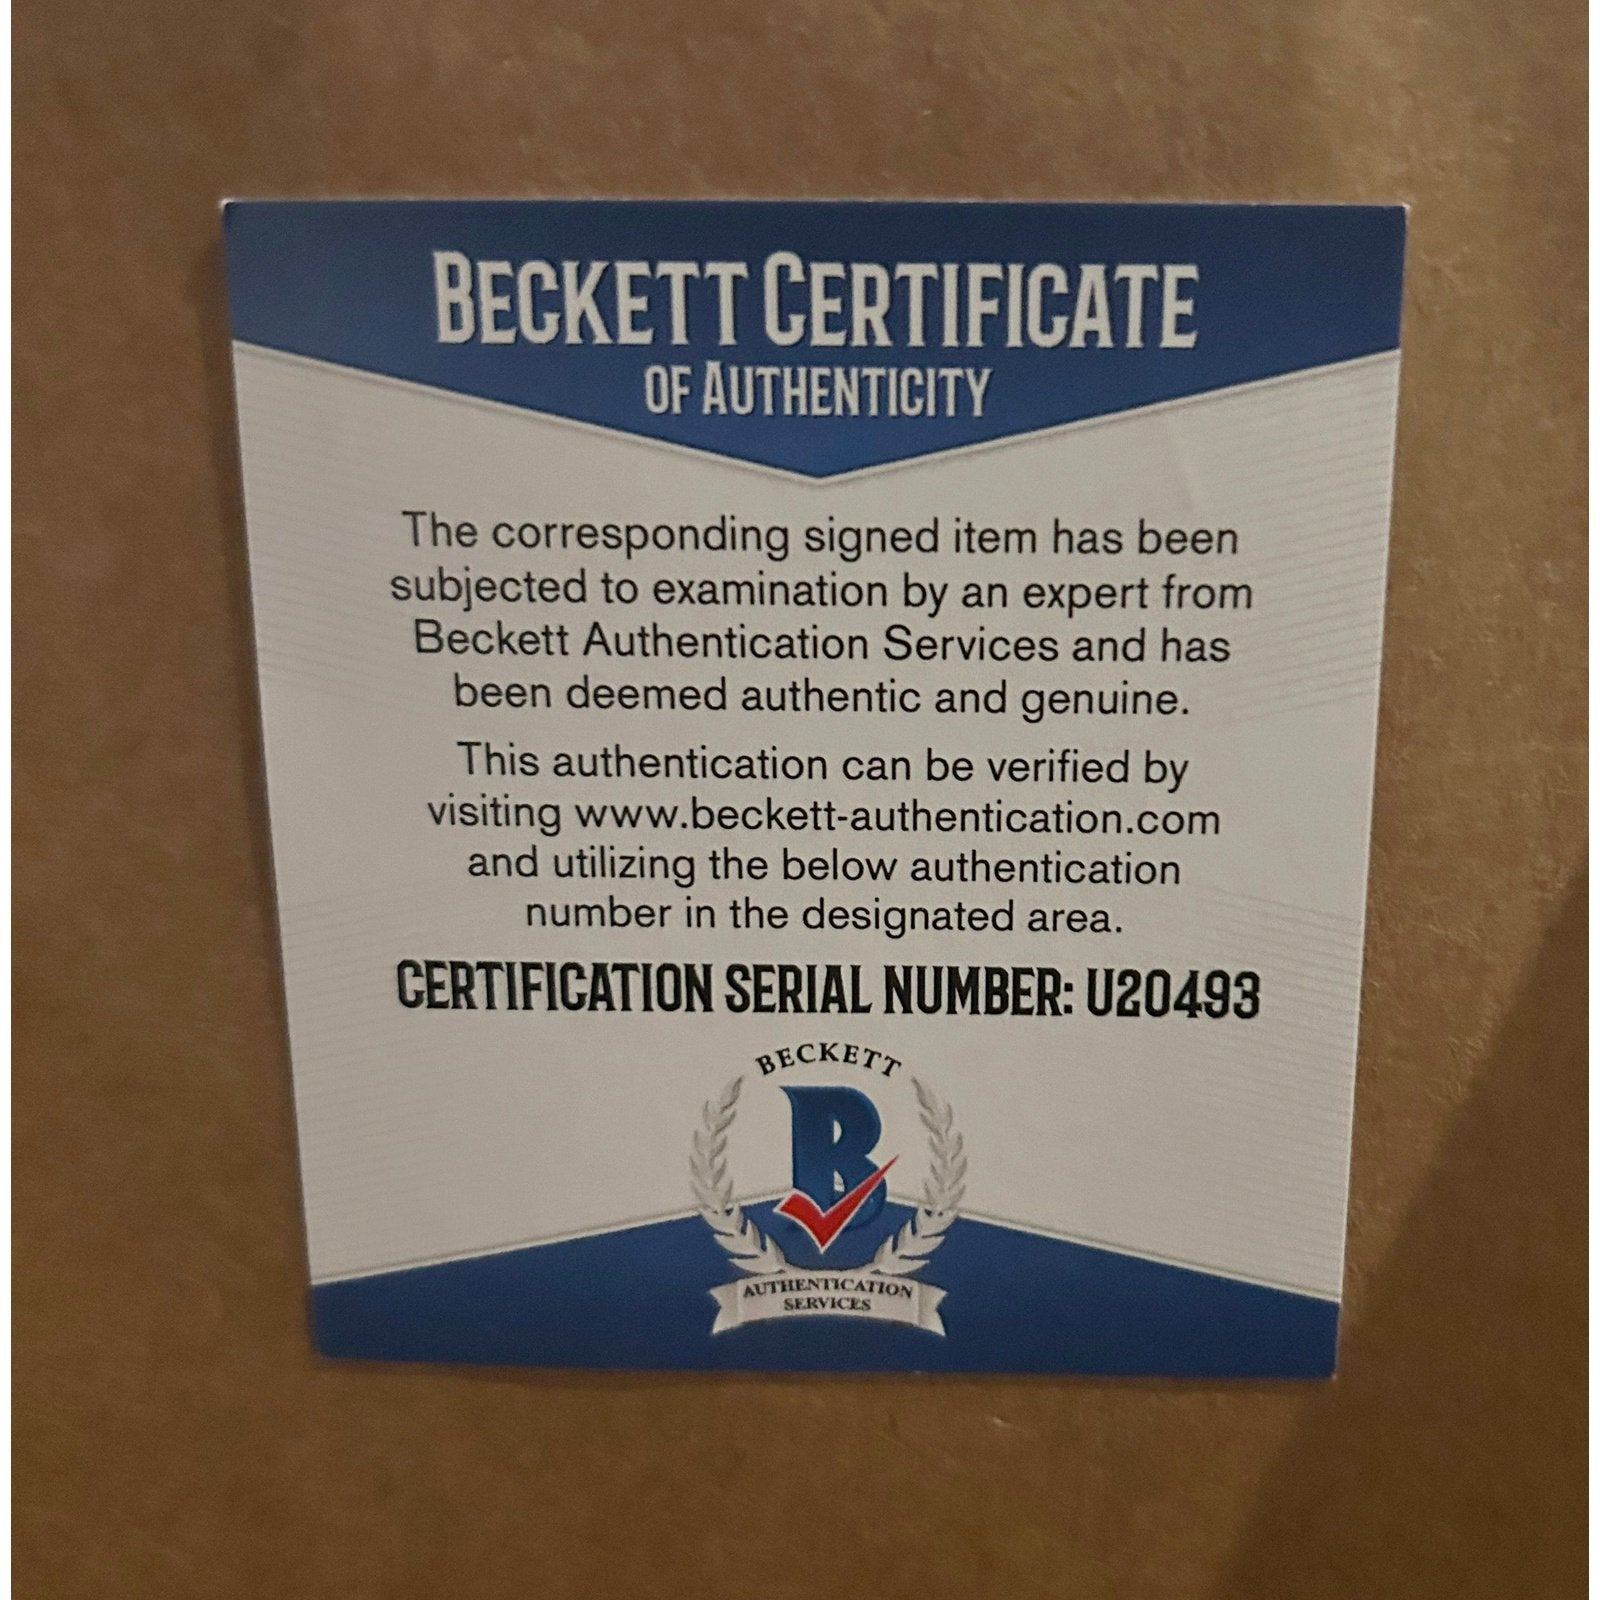 BECKETT CERTIFICATE
OF AUTHENTICITY
The corresponding signed item has been
subjected to examination by an expert from
Beckett Authentication Services and has
been deemed authentic and genuine.
This authentication can be verified by
visiting www.beckett-authentication.com
and utilizing the below authentication
number in the designated area.
CERTIFICATION SERIAL NUMBER: U20493
BECKETT
B
AUTHENTICATION
SERVICES